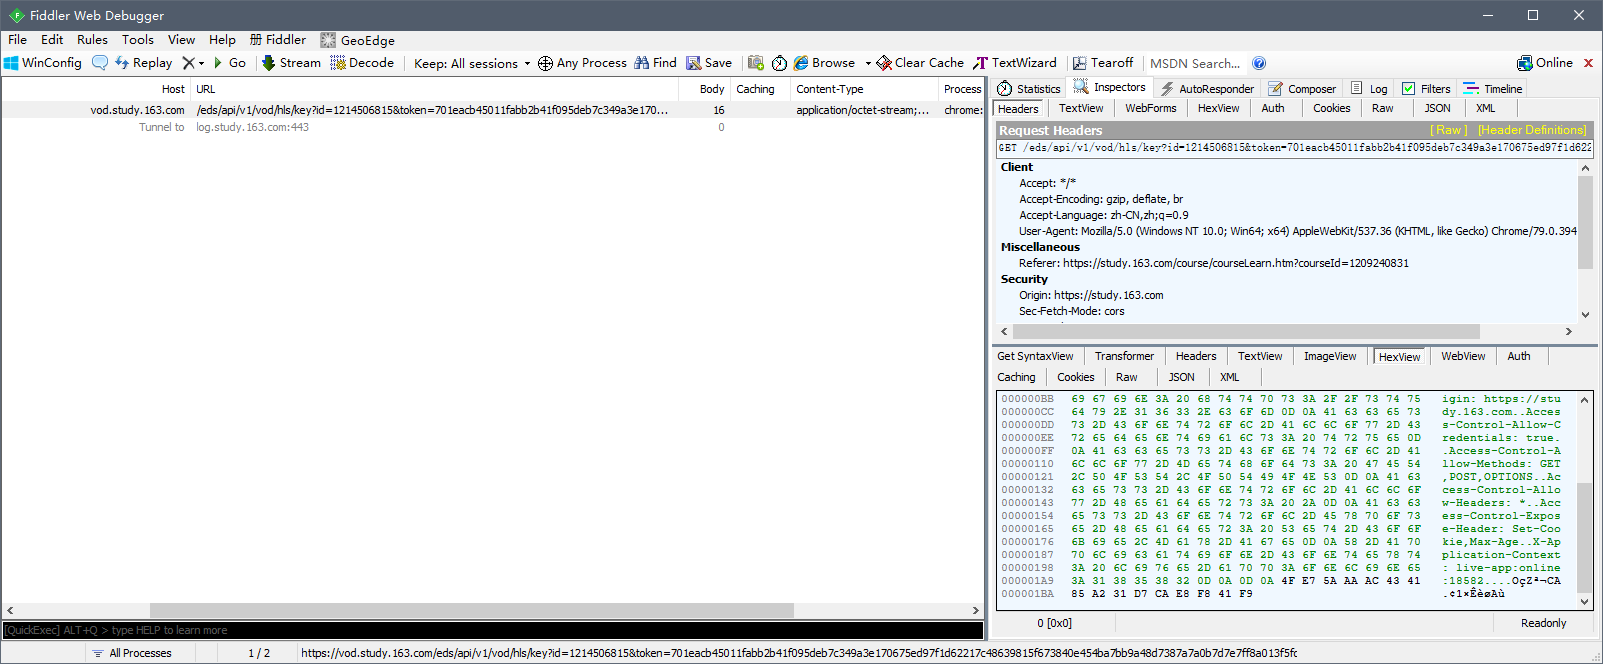 Fiddler Web Debugger
File Edit Rules Tools View Help 册 Fiddler GeoEdge
WinConfig Replay Go Stream Decode Keep: All sessions Any Process Find Save Browse Clear Cache TextWizard Tearoff MSDN Search... Online
Host URL Body Caching Content-Type Process
vod.study.163.com /eds/api/v1/vod/hls/key?id=1214506815&token=701eacb45011fabb2b41f095deb7c349a3e170... 16 application/octet-stream;... chrome:
Tunnel to log.study.163.com:443 0
Statistics Inspectors AutoResponder Composer Log Filters Timeline
Headers TextView WebForms HexView Auth Cookies Raw JSON XML
Request Headers [ Raw ] [Header Definitions]
GET /eds/api/v1/vod/hls/key?id=1214506815&token=701eacb45011fabb2b41f095deb7c349a3e170675ed97f1d622
Client
Accept: */*
Accept-Encoding: gzip, deflate, br
Accept-Language: zh-CN,zh;q=0.9
User-Agent: Mozilla/5.0 (Windows NT 10.0; Win64; x64) AppleWebKit/537.36 (KHTML, like Gecko) Chrome/79.0.394
Miscellaneous
Referer: https://study.163.com/course/courseLearn.htm?courseId=1209240831
Security
Origin: https://study.163.com
Sec-Fetch-Mode: cors
Get SyntaxView Transformer Headers TextView ImageView HexView WebView Auth
Caching Cookies Raw JSON XML
000000BB 69 67 69 6E 3A 20 68 74 74 70 73 3A 2F 2F 73 74 75 igin: https://stu
000000CC 64 79 2E 31 36 33 2E 63 6F 6D 0D 0A 41 63 63 65 73 dy.163.com..Acces
000000DD 73 2D 43 6F 6E 74 72 6F 6C 2D 41 6C 6C 6F 77 2D 43 s-Control-Allow-C
000000EE 72 65 64 65 6E 74 69 61 6C 73 3A 20 74 72 75 65 0D redentials: true.
000000FF 0A 41 63 63 65 73 73 2D 43 6F 6E 74 72 6F 6C 2D 41 .Access-Control-A
00000110 6C 6C 6F 77 2D 4D 65 74 68 6F 64 73 3A 20 47 45 54 llow-Methods: GET
00000121 2C 50 4F 53 54 2C 4F 50 54 49 4F 4E 53 0D 0A 41 63 ,POST,OPTIONS..Ac
00000132 63 65 73 73 2D 43 6F 6E 74 72 6F 6C 2D 41 6C 6C 6F cess-Control-Allo
00000143 77 2D 48 65 61 64 65 72 73 3A 20 2A 0D 0A 41 63 63 w-Headers: *..Acc
00000154 65 73 73 2D 43 6F 6E 74 72 6F 6C 2D 45 78 70 6F 73 ess-Control-Expos
00000165 65 2D 48 65 61 64 65 72 3A 20 53 65 74 2D 43 6F 6F e-Header: Set-Coo
00000176 6B 69 65 2C 4D 61 78 2D 41 67 65 0D 0A 58 2D 41 70 kie,Max-Age..X-Ap
00000187 70 6C 69 63 61 74 69 6F 6E 2D 43 6F 6E 74 65 78 74 plication-Context
00000198 3A 20 6C 69 76 65 2D 61 70 70 3A 6F 6E 6C 69 6E 65 : live-app:online
000001A9 3A 31 38 35 38 32 0D 0A 0D 0A 4F E7 5A AA AC 43 41 :18582....OçZª¬CA
000001BA 85 A2 31 D7 CA E8 F8 41 F9 .¢1×ÊèøAù
0 [0x0] Readonly
[QuickExec] ALT+Q > type HELP to learn more
All Processes 1 / 2 https://vod.study.163.com/eds/api/v1/vod/hls/key?id=1214506815&token=701eacb45011fabb2b41f095deb7c349a3e170675ed97f1d62217c48639815f673840e454ba7bb9a48d7387a7a0b7d7e7ff8a013f5fc